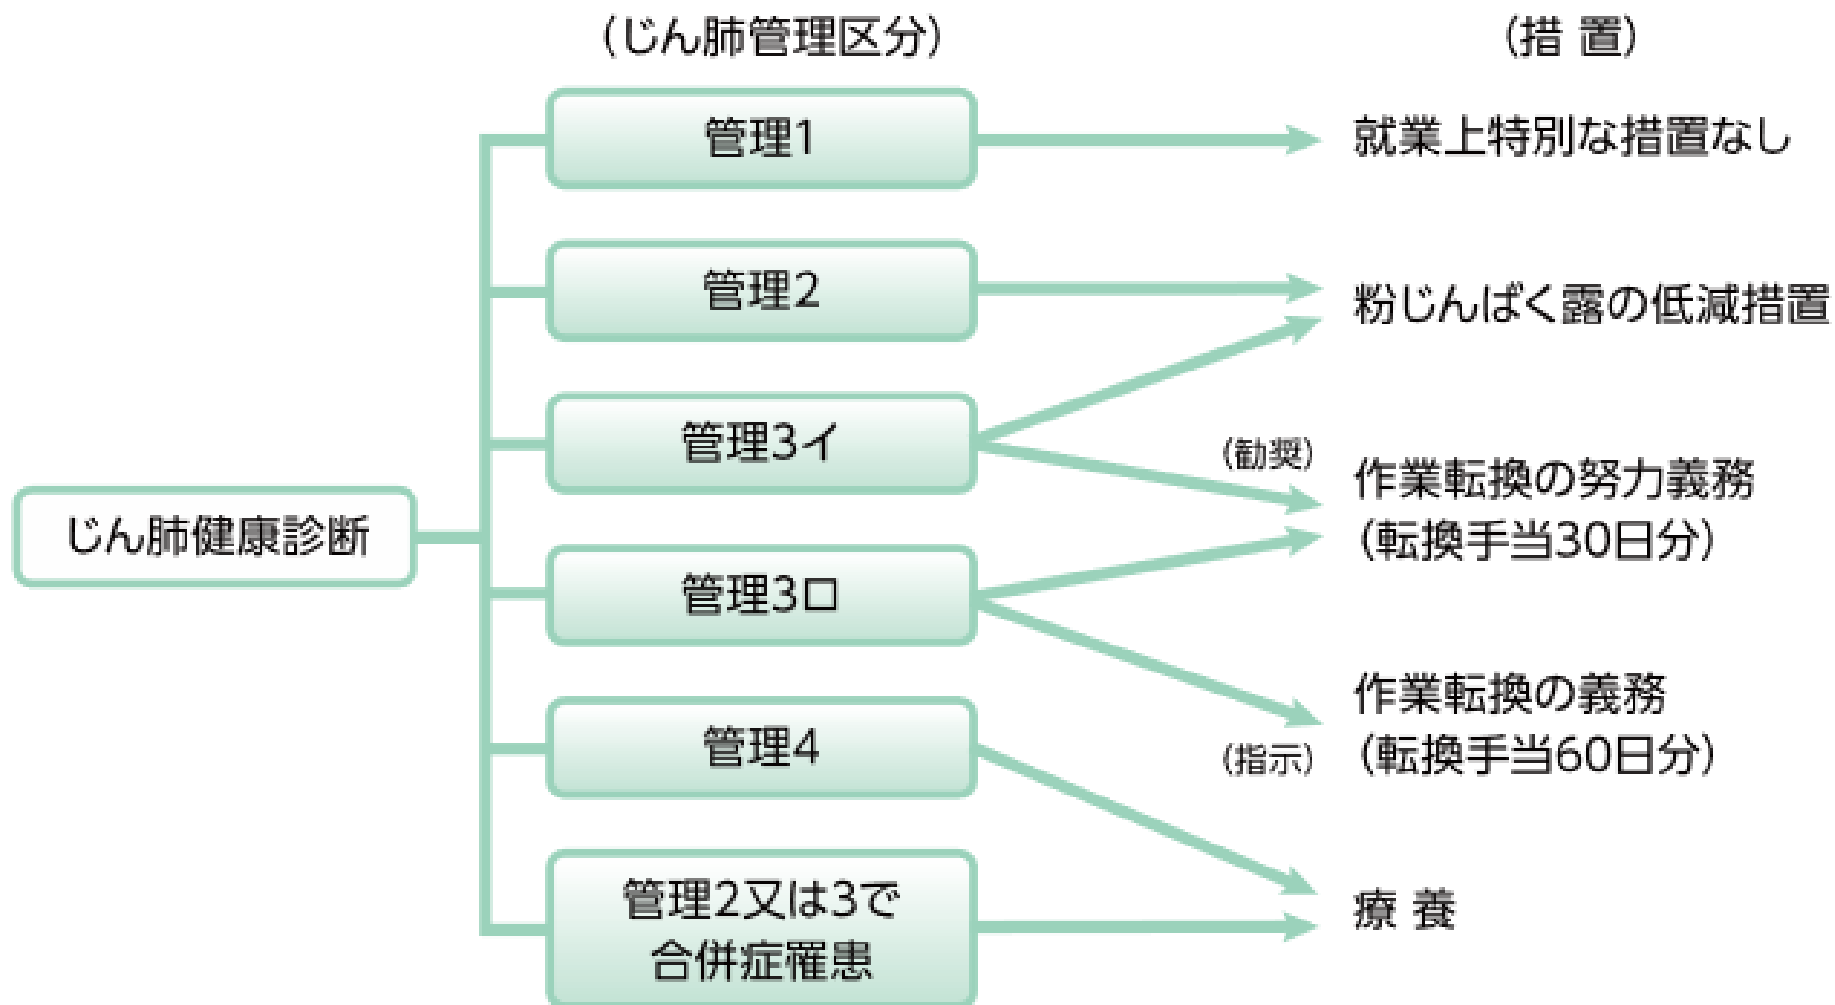 (じん肺管理区分)
(措 置)
じん肺健康診断
管理1
管理2
管理3イ
管理3ロ
管理4
管理2又は3で
合併症罹患
就業上特別な措置なし
粉じんばく露の低減措置
(勧奨)
作業転換の努力義務
(転換手当30日分)
作業転換の義務
(転換手当60日分)
(指示)
療 養